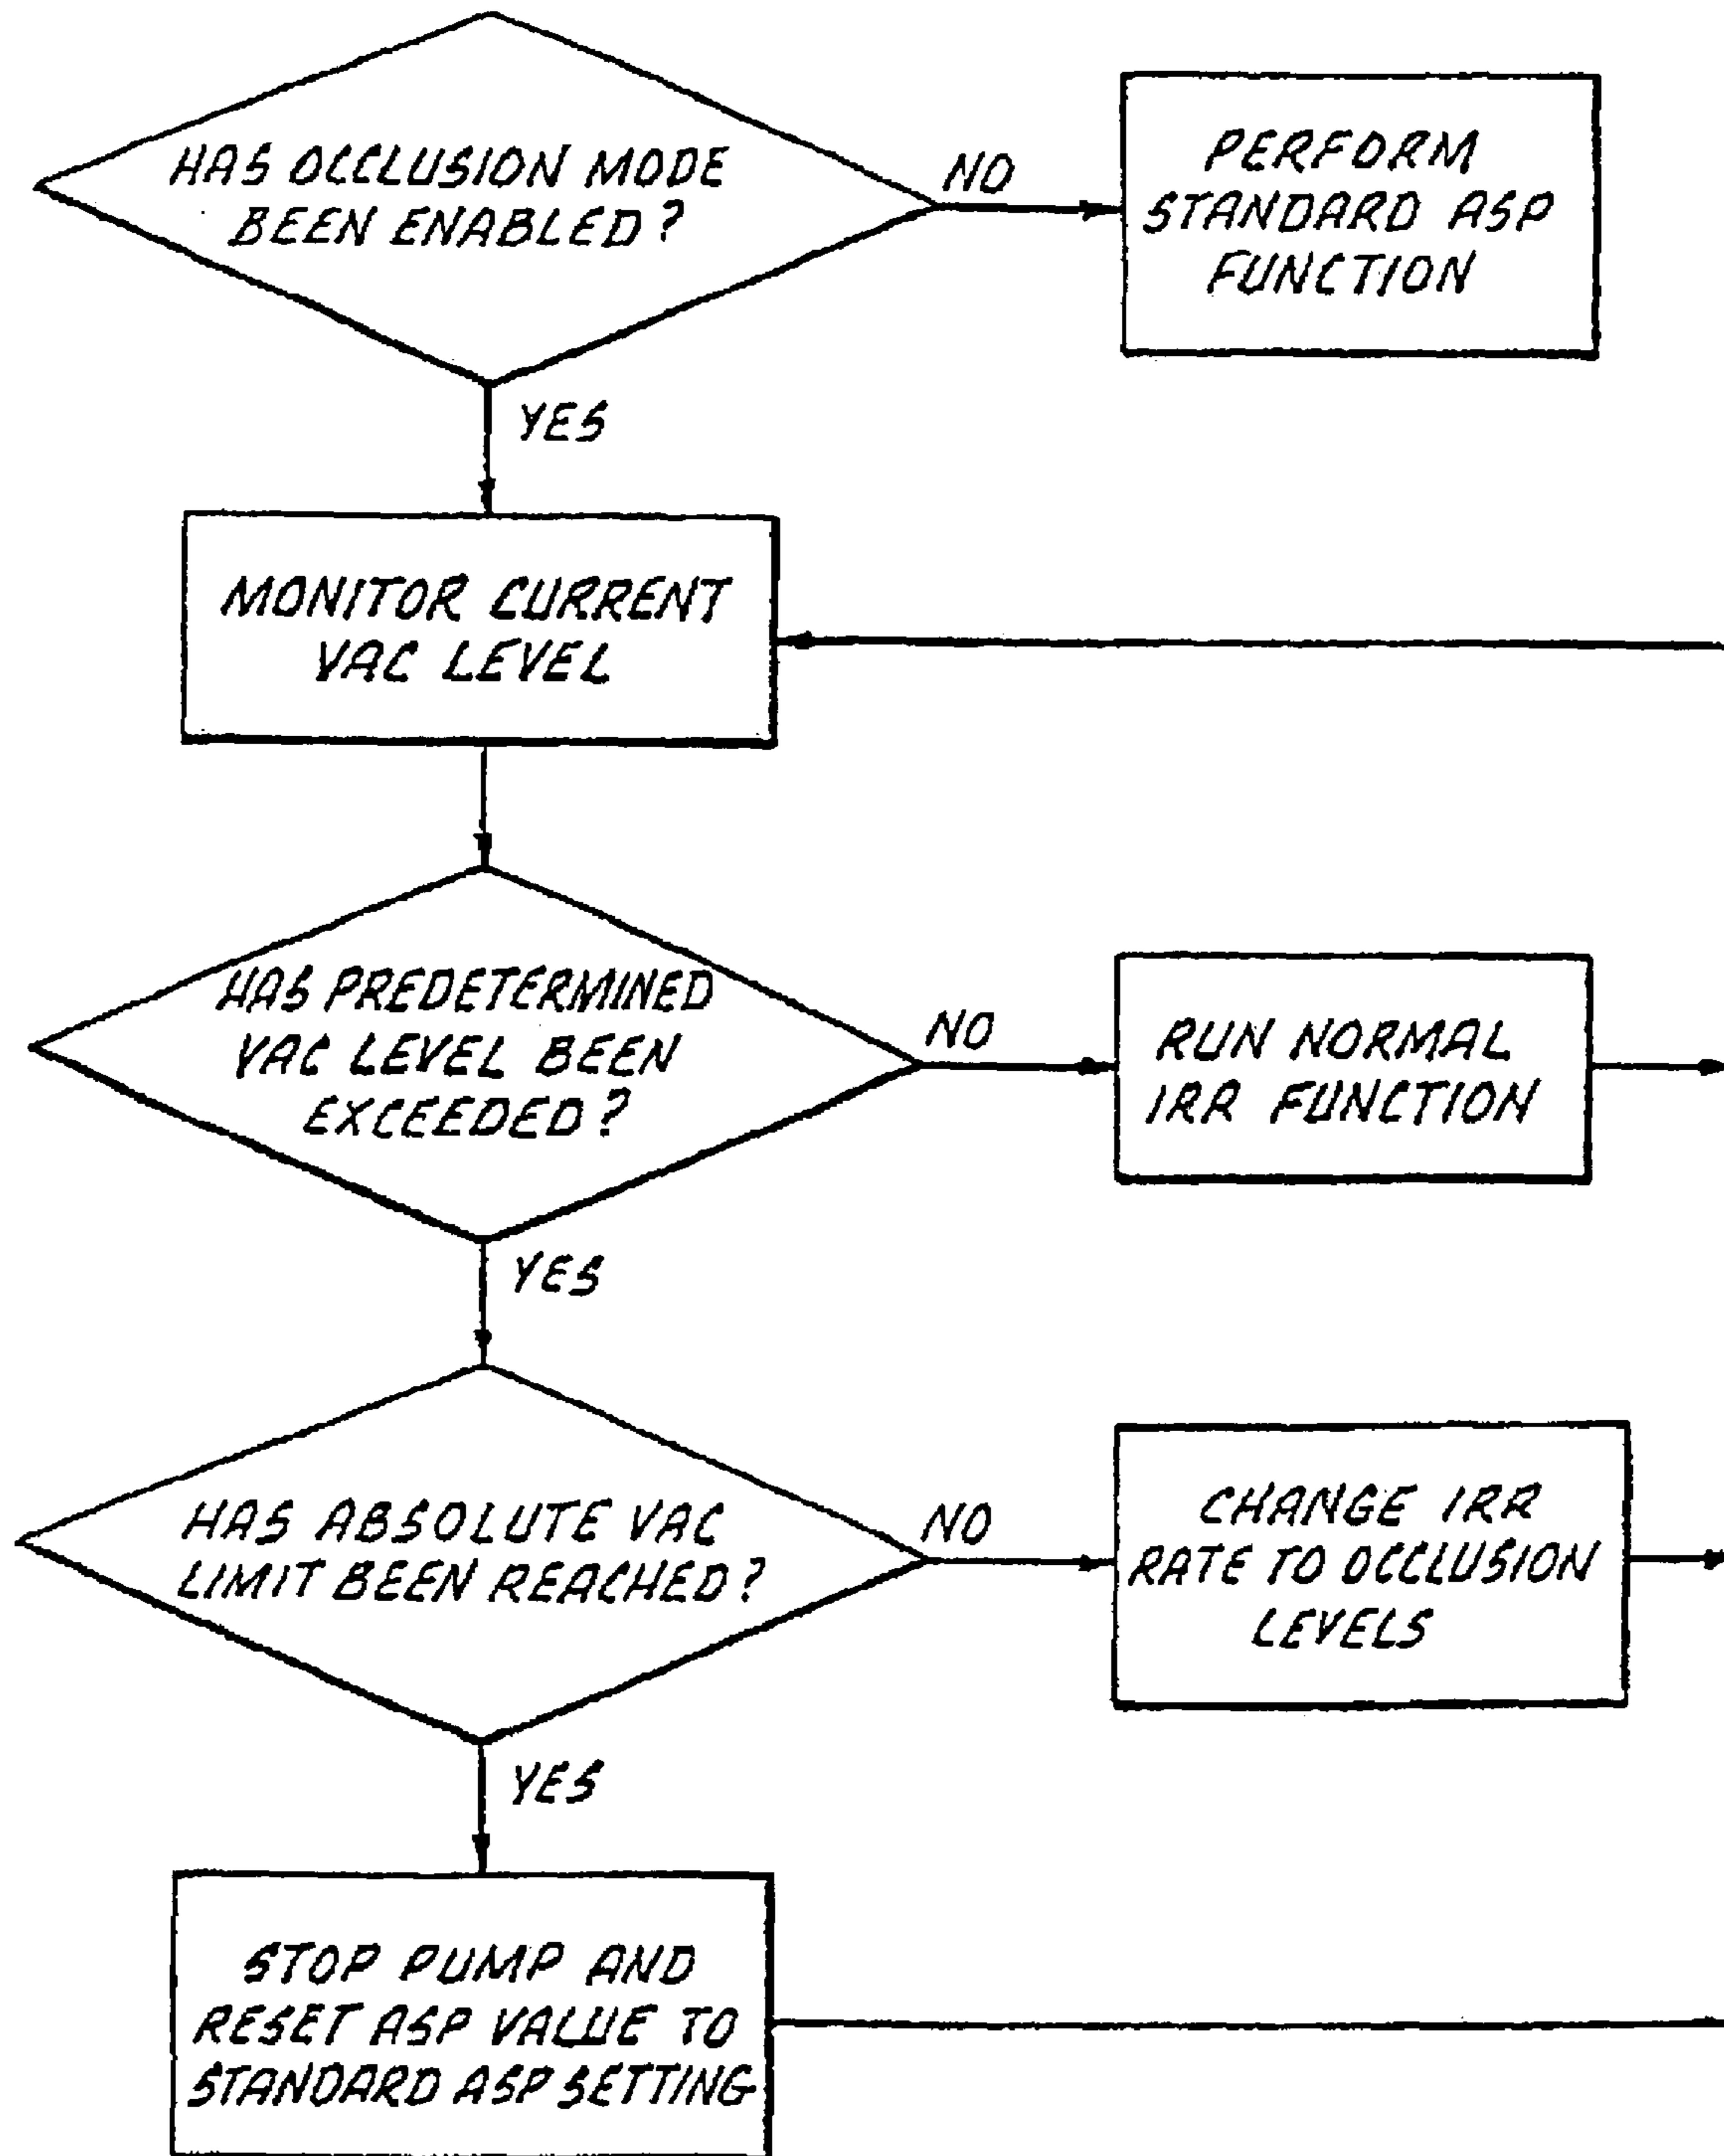 HAS OCCLUSION MODE
BEEN ENABLED?
NO
PERFORM
STANDARD ASP
FUNCTION
YES
MONITOR CURRENT
VAC LEVEL
HAS PREDETERMINED
VAC LEVEL BEEN
EXCEEDED?
NO
RUN NORMAL
IRR FUNCTION
YES
HAS ABSOLUTE VAC
LIMIT BEEN REACHED?
NO
CHANGE IRR
RATE TO OCCLUSION
LEVELS
YES
STOP PUMP AND
RESET ASP VALUE TO
STANDARD ASP SETTING